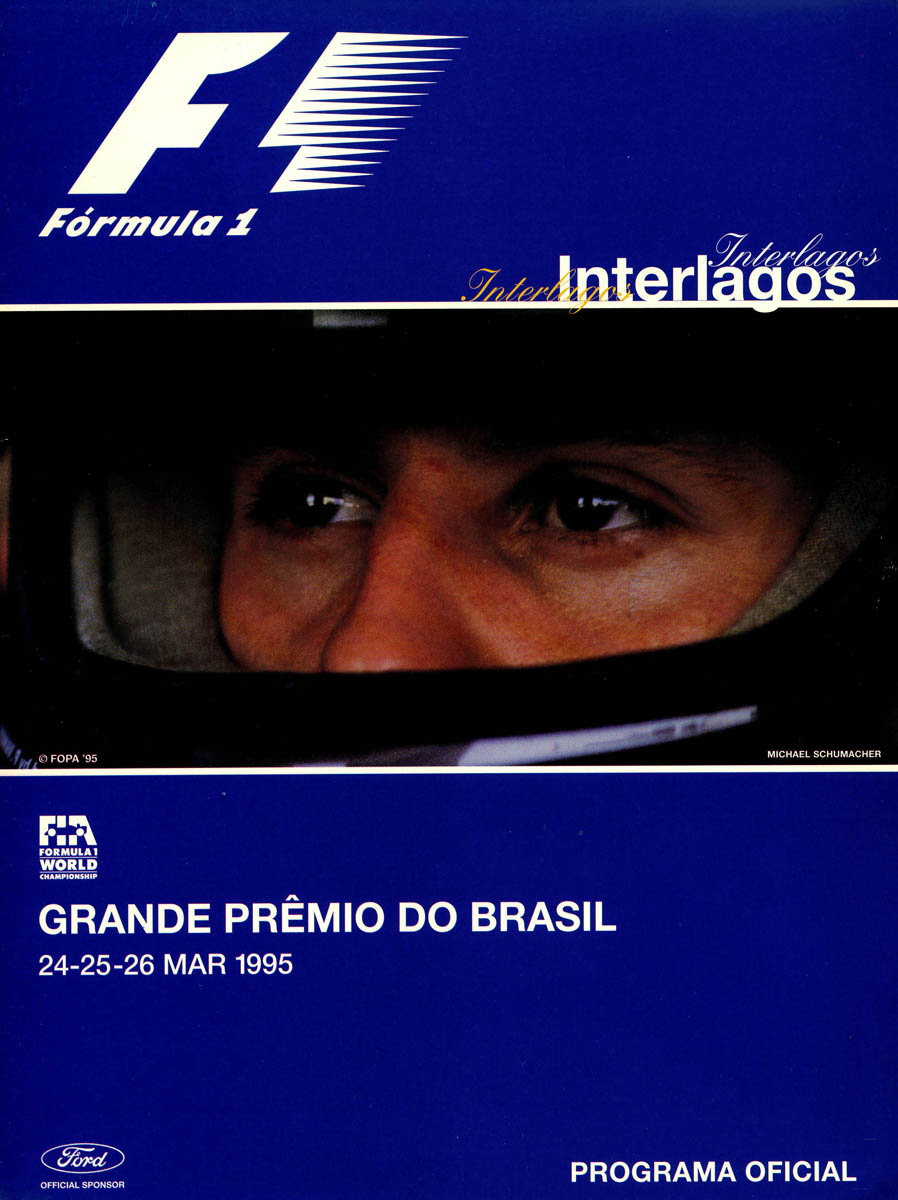 F1
Fórmula 1
Interlagos
Interlagos
Interlagos
© FOPA '95
MICHAEL SCHUMACHER
FIA
FORMULA 1
WORLD
CHAMPIONSHIP
GRANDE PRÊMIO DO BRASIL
24-25-26 MAR 1995
Ford
OFFICIAL SPONSOR
PROGRAMA OFICIAL